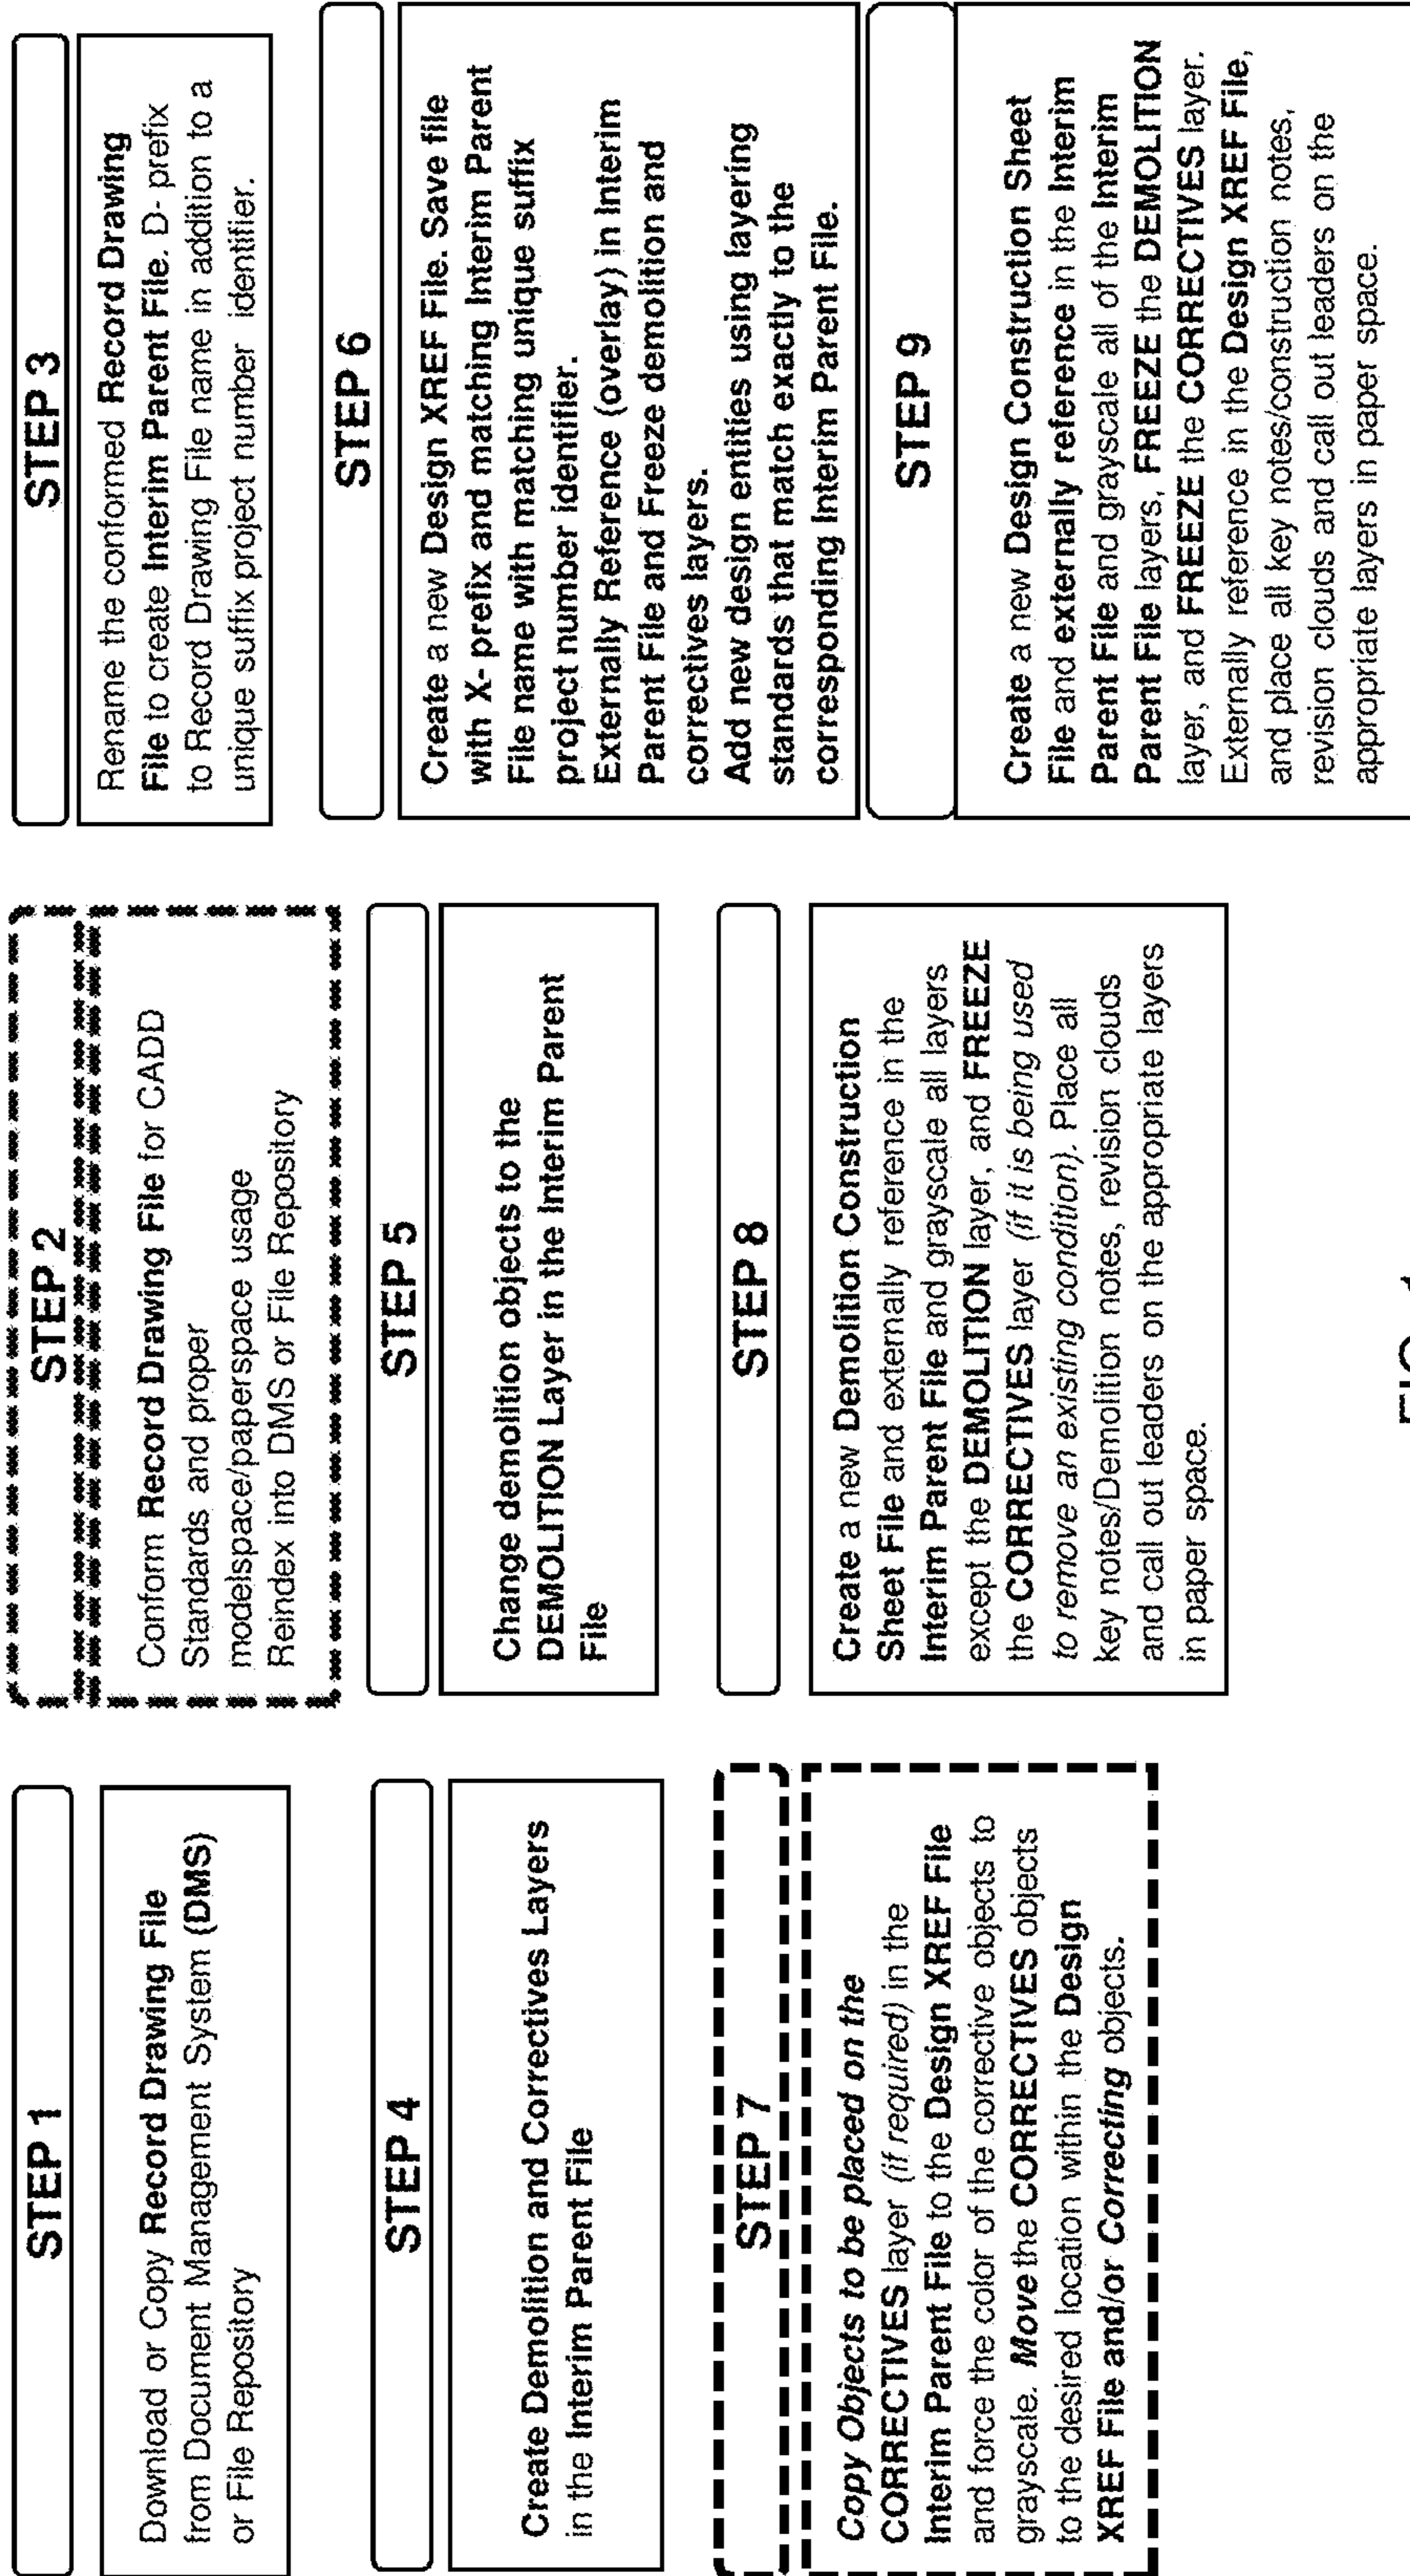 STEP 1
Download or Copy Record Drawing File
from Document Management System (DMS)
or File Repository
STEP 2
Conform Record Drawing File for CADD
Standards and proper
modelspace/paperspace usage
Reindex into DMS or File Repository
STEP 3
Rename the conformed Record Drawing
File to create Interim Parent File. D- prefix
to Record Drawing File name in addition to a
unique suffix project number identifier.
STEP 4
Create Demolition and Correctives Layers
in the Interim Parent File
STEP 5
Change demolition objects to the
DEMOLITION Layer in the Interim Parent
File
STEP 6
Create a new Design XREF File. Save file
with X- prefix and matching Interim Parent
File name with matching unique suffix
project number identifier.
Externally Reference (overlay) in Interim
Parent File and Freeze demolition and
correctives layers.
Add new design entities using layering
standards that match exactly to the
corresponding Interim Parent File.
STEP 7
Copy Objects to be placed on the
CORRECTIVES layer (if required) in the
Interim Parent File to the Design XREF File
and force the color of the corrective objects to
grayscale. Move the CORRECTIVES objects
to the desired location within the Design
XREF File and/or Correcting objects.
STEP 8
Create a new Demolition Construction
Sheet File and externally reference in the
Interim Parent File and grayscale all layers
except the DEMOLITION layer, and FREEZE
the CORRECTIVES layer (if it is being used
to remove an existing condition). Place all
key notes/Demolition notes, revision clouds
and call out leaders on the appropriate layers
in paper space.
STEP 9
Create a new Design Construction Sheet
File and externally reference in the Interim
Parent File and grayscale all of the Interim
Parent File layers, FREEZE the DEMOLITION
layer, and FREEZE the CORRECTIVES layer.
Externally reference in the Design XREF File,
and place all key notes/construction notes,
revision clouds and call out leaders on the
appropriate layers in paper space.